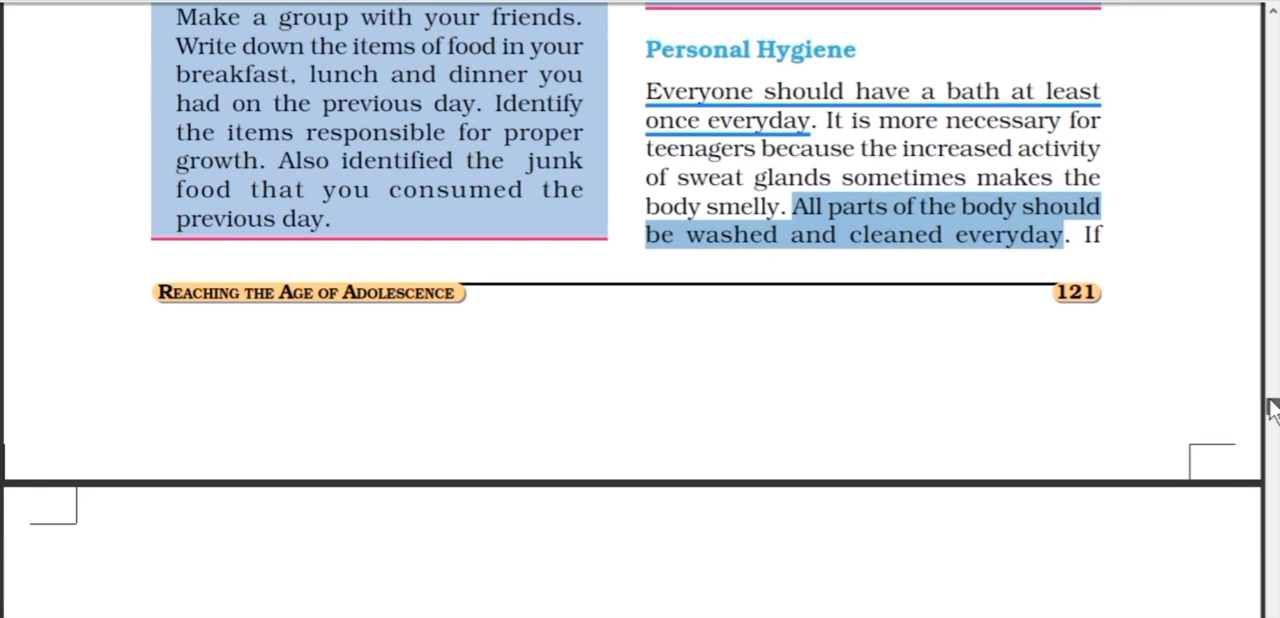 Make a group with your friends.
Write down the items of food in your
breakfast, lunch and dinner you
had on the previous day. Identify
the items responsible for proper
growth. Also identified the junk
food that you consumed the
previous day.
Personal Hygiene
Everyone should have a bath at least
once everyday. It is more necessary for
teenagers because the increased activity
of sweat glands sometimes makes the
body smelly. All parts of the body should
be washed and cleaned everyday. If
REACHING THE AGE OF ADOLESCENCE
121